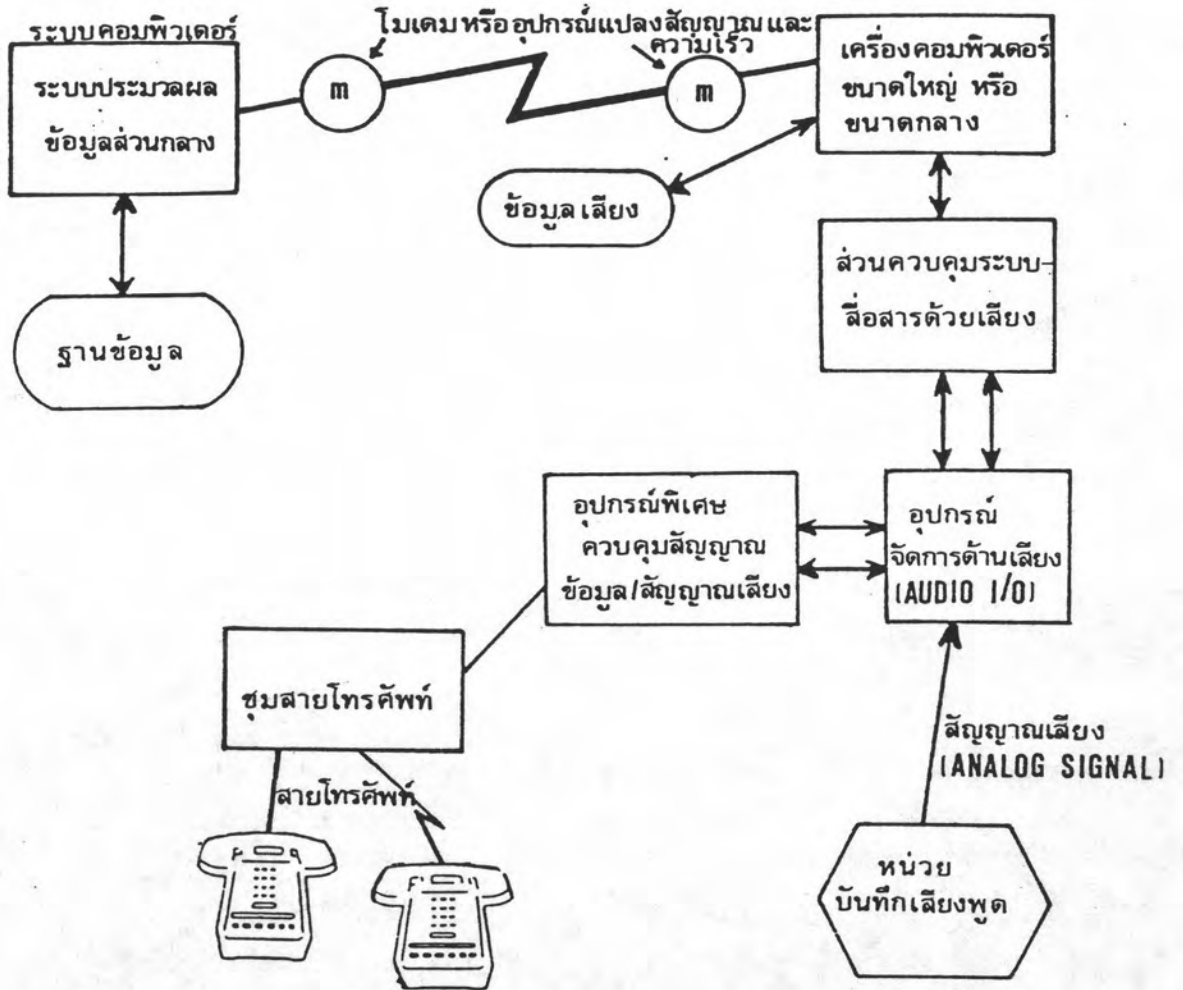 ระบบคอมพิวเตอร์
โมเดมหรืออุปกรณ์แปลงสัญญาณและ
ความเร็ว
ระบบประมวลผล
ข้อมูลส่วนกลาง
m
m
เครื่องคอมพิวเตอร์
ขนาดใหญ่ หรือ
ขนาดกลาง
ข้อมูลเสียง
ส่วนควบคุมระบบ-
สื่อสารด้วยเสียง
ฐานข้อมูล
อุปกรณ์พิเศษ
ควบคุมสัญญาณ
ข้อมูล/สัญญาณเสียง
อุปกรณ์
จัดการด้านเสียง
(AUDIO I/O)
ชุมสายโทรศัพท์
สายโทรศัพท์
สัญญาณเสียง
(ANALOG SIGNAL)
หน่วย
บันทึกเสียงพูด